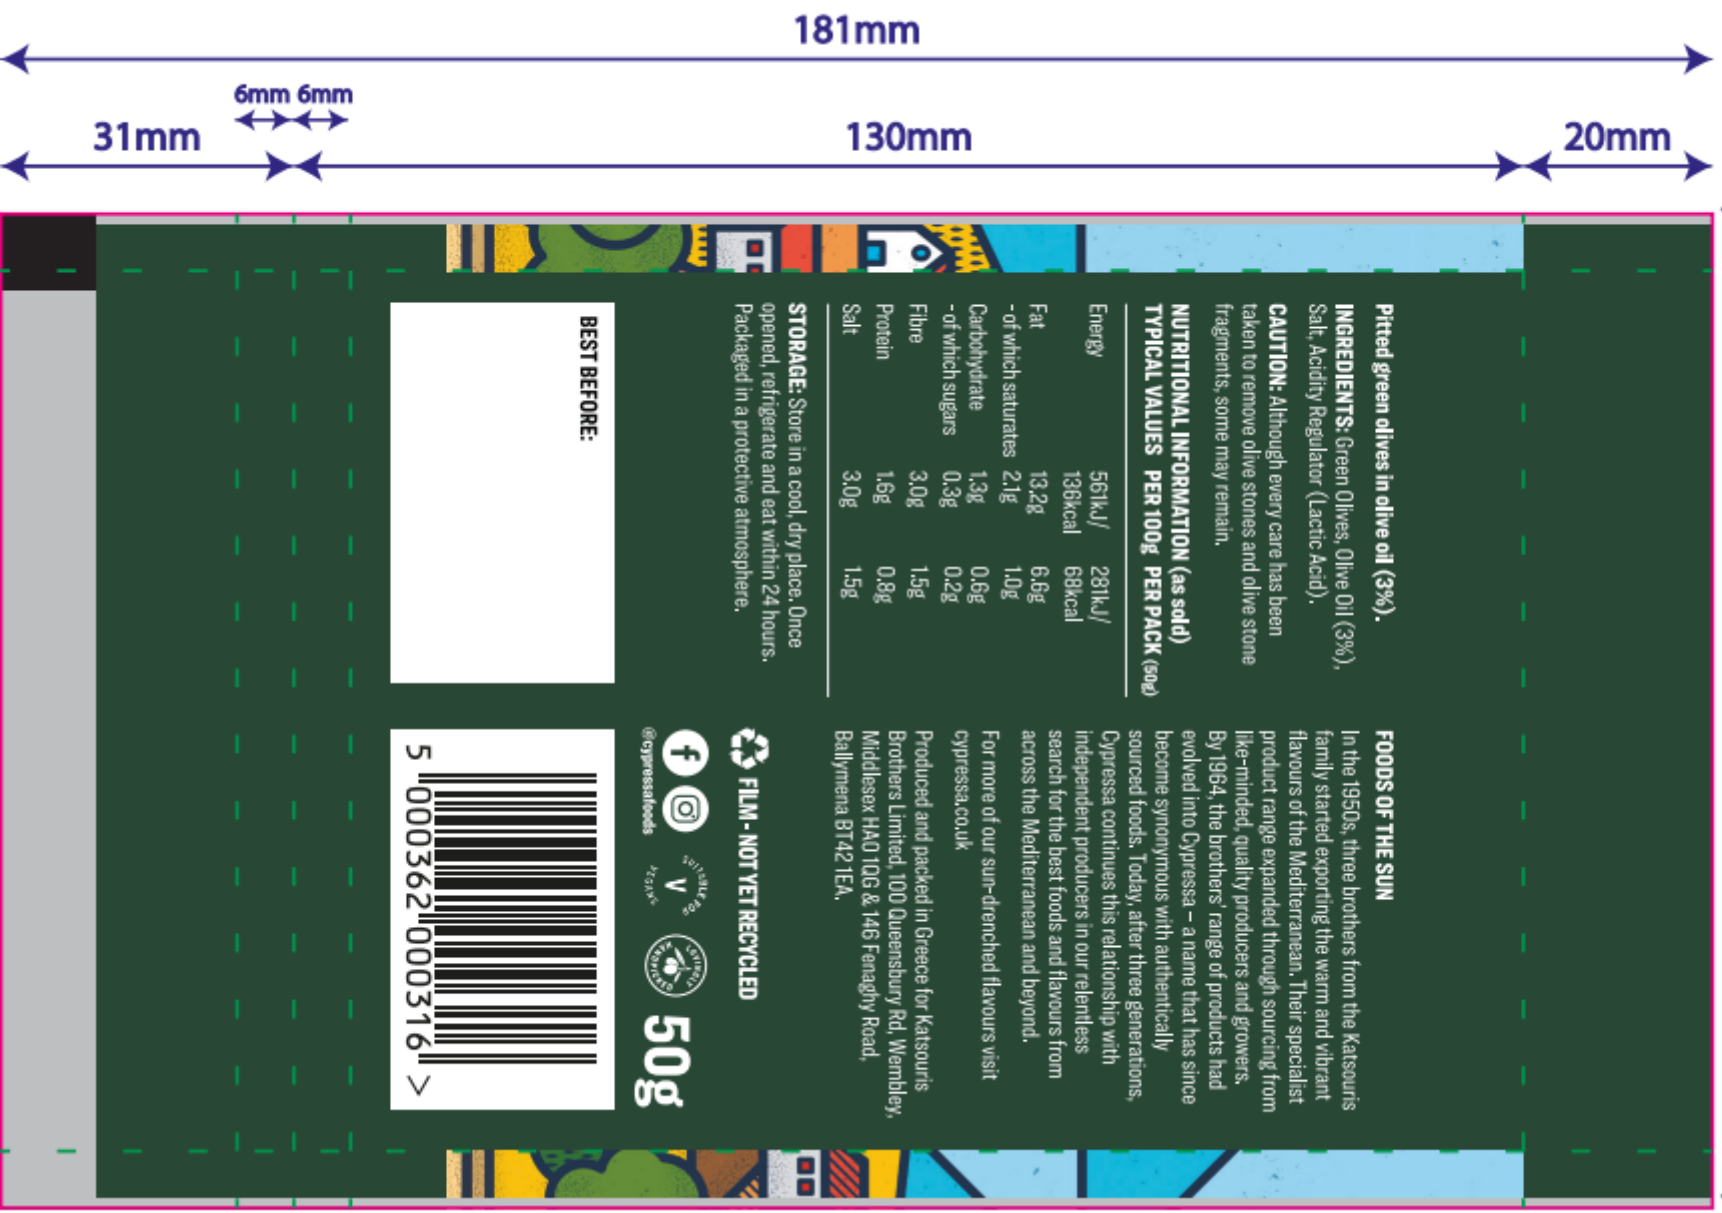 181mm
6mm 6mm
31mm
130mm
20mm
Pitted green olives in olive oil (3%).
INGREDIENTS: Green Olives, Olive Oil (3%),
Salt, Acidity Regulator (Lactic Acid).
CAUTION: Although every care has been
taken to remove olive stones and olive stone
fragments, some may remain.
NUTRITIONAL INFORMATION (as sold)
TYPICAL VALUES PER 100g PER PACK (50g)
Energy 561kJ/ 281kJ/
136kcal 68kcal
Fat 13.2g 6.6g
-of which saturates 2.1g 1.0g
Carbohydrate 1.3g 0.6g
-of which sugars 0.3g 0.2g
Fibre 3.0g 1.5g
Protein 1.6g 0.8g
Salt 3.0g 1.5g
STORAGE: Store in a cool, dry place. Once
opened, refrigerate and eat within 24 hours.
Packaged in a protective atmosphere.
BEST BEFORE:
FOODS OF THE SUN
In the 1950s, three brothers from the Katsouris
family started exporting the warm and vibrant
flavours of the Mediterranean. Their specialist
product range expanded through sourcing from
like-minded, quality producers and growers.
By 1964, the brothers' range of products had
evolved into Cypressa – a name that has since
become synonymous with authentically
sourced foods. Today, after three generations,
Cypressa continues this relationship with
independent producers in our relentless
search for the best foods and flavours from
across the Mediterranean and beyond.
For more of our sun-drenched flavours visit
cypressa.co.uk
Produced and packed in Greece for Katsouris
Brothers Limited, 100 Queensbury Rd, Wembley,
Middlesex HA0 1QG & 146 Fenaghy Road,
Ballymena BT42 1EA.
FILM - NOT YET RECYCLED
@cypressafoods
SUITABLE FOR
V
VEGANS
LOVINGLY
HANDPICKED
50g
5 000362 000316 >